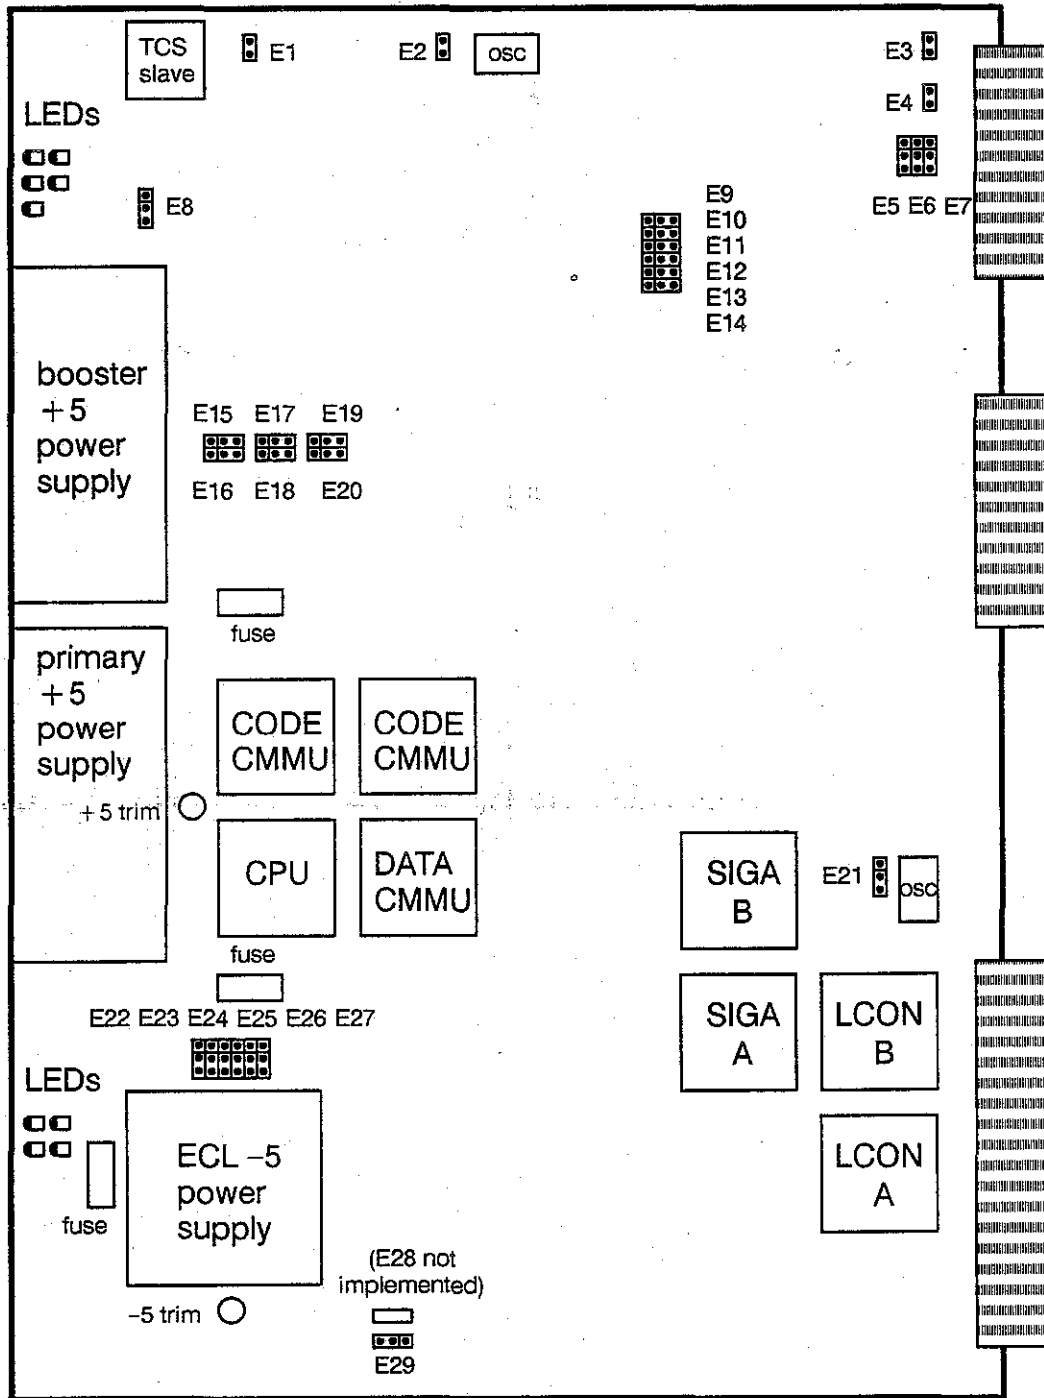 TCS
slave
E1
E2
OSC
E3
E4
LEDs
E8
E5 E6 E7
E9
E10
E11
E12
E13
E14
booster
+5
power
supply
E15 E17 E19
E16 E18 E20
fuse
primary
+5
power
supply
+5 trim
CODE
CMMU
CODE
CMMU
CPU
DATA
CMMU
SIGA
B
E21
OSC
fuse
E22 E23 E24 E25 E26 E27
SIGA
A
LCON
B
LEDs
ECL -5
power
supply
fuse
LCON
A
(E28 not
implemented)
-5 trim
E29